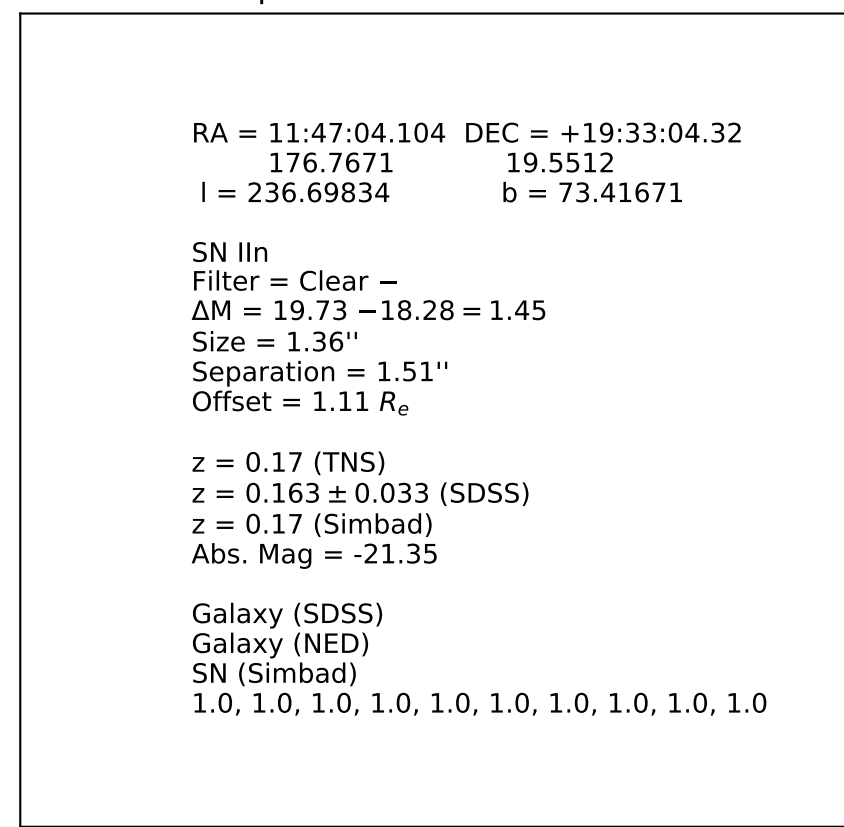 RA = 11:47:04.104 DEC = +19:33:04.32
176.7671 19.5512
l = 236.69834 b = 73.41671
SN IIn
Filter = Clear −
ΔM = 19.73 −18.28 = 1.45
Size = 1.36''
Separation = 1.51''
Offset = 1.11 Rₑ
z = 0.17 (TNS)
z = 0.163 ± 0.033 (SDSS)
z = 0.17 (Simbad)
Abs. Mag = -21.35
Galaxy (SDSS)
Galaxy (NED)
SN (Simbad)
1.0, 1.0, 1.0, 1.0, 1.0, 1.0, 1.0, 1.0, 1.0, 1.0